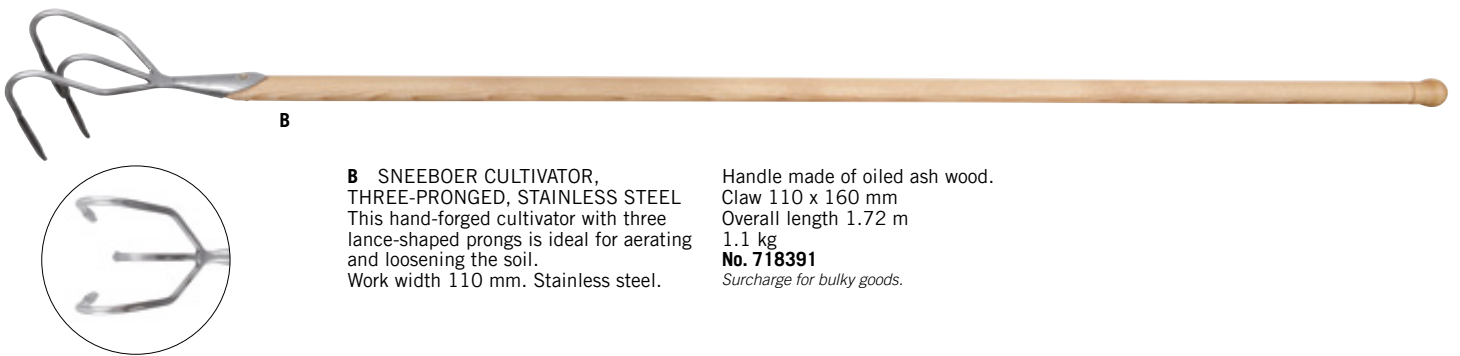 B
B SNEEBOER CULTIVATOR,
THREE-PRONGED, STAINLESS STEEL
This hand-forged cultivator with three
lance-shaped prongs is ideal for aerating
and loosening the soil.
Work width 110 mm. Stainless steel.
Handle made of oiled ash wood.
Claw 110 x 160 mm
Overall length 1.72 m
1.1 kg
No. 718391
Surcharge for bulky goods.